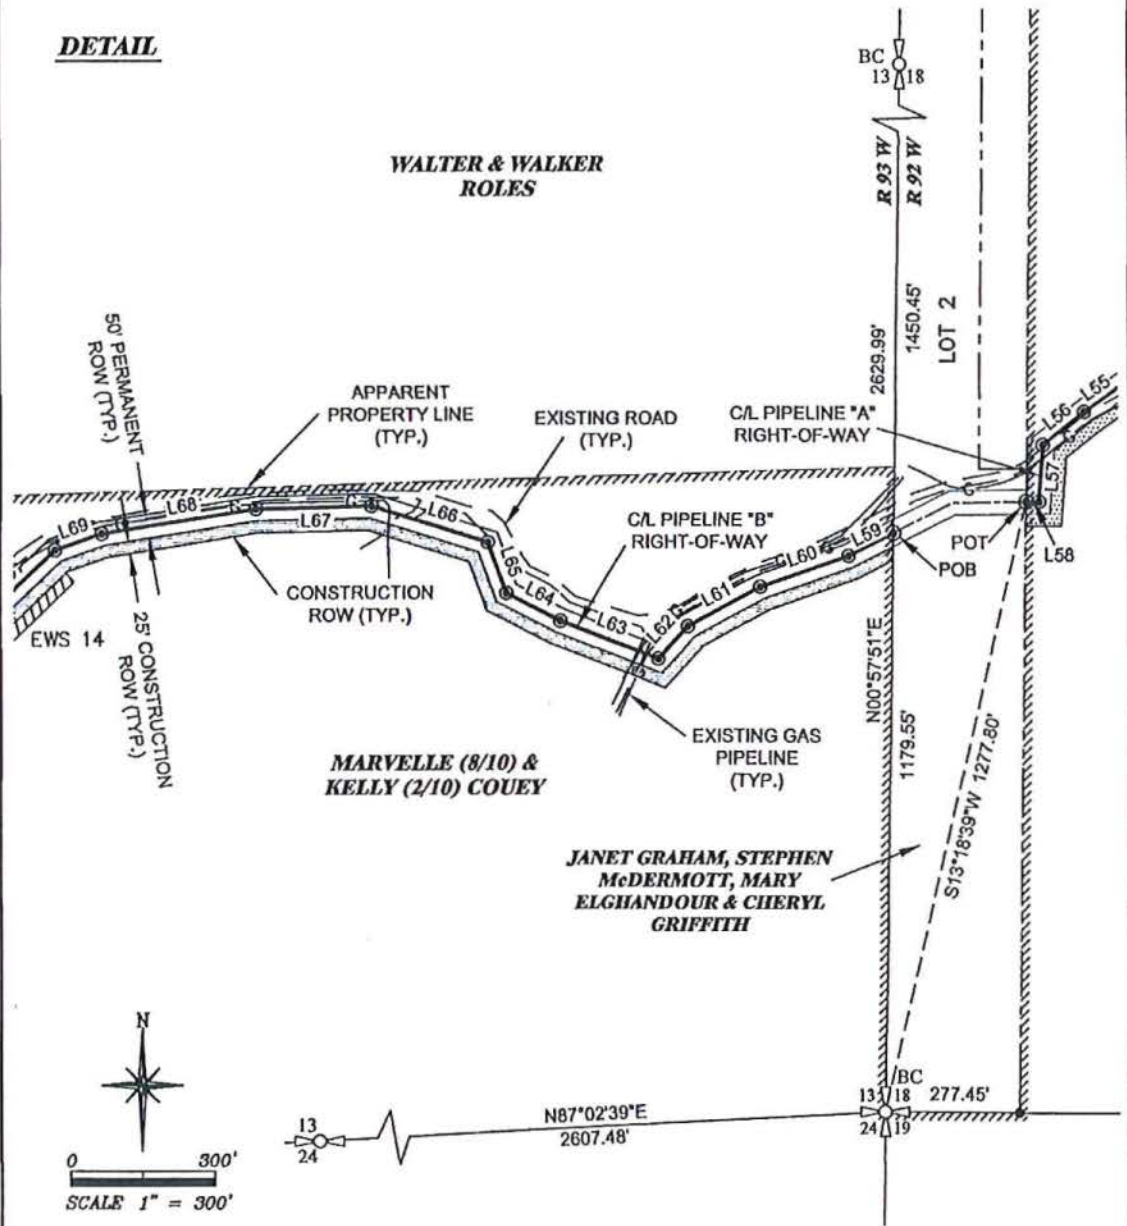 DETAIL
BC
13 18
WALTER & WALKER
ROLES
R 93 W
R 92 W
2629.99'
1450.45'
LOT 2
50' PERMANENT
ROW (TYP.)
APPARENT
PROPERTY LINE
(TYP.)
EXISTING ROAD
(TYP.)
C/L PIPELINE "A"
RIGHT-OF-WAY
L55
L56
L57
G
L69
L68
G
G
L67
L66
C/L PIPELINE "B"
RIGHT-OF-WAY
L60
L59
POT
L58
POB
L65
L64
L63
L62
G
L61
G
CONSTRUCTION
ROW (TYP.)
EWS 14
25' CONSTRUCTION
ROW (TYP.)
N00°57'51"E
1179.55'
EXISTING GAS
PIPELINE
(TYP.)
MARVELLE (8/10) &
KELLY (2/10) COUEY
S13°18'39"W 1277.80'
JANET GRAHAM, STEPHEN
McDERMOTT, MARY
ELGHANDOUR & CHERYL
GRIFFITH
N
BC
13 18
24 19
277.45'
13
24
N87°02'39"E
2607.48'
0 300'
SCALE 1" = 300'